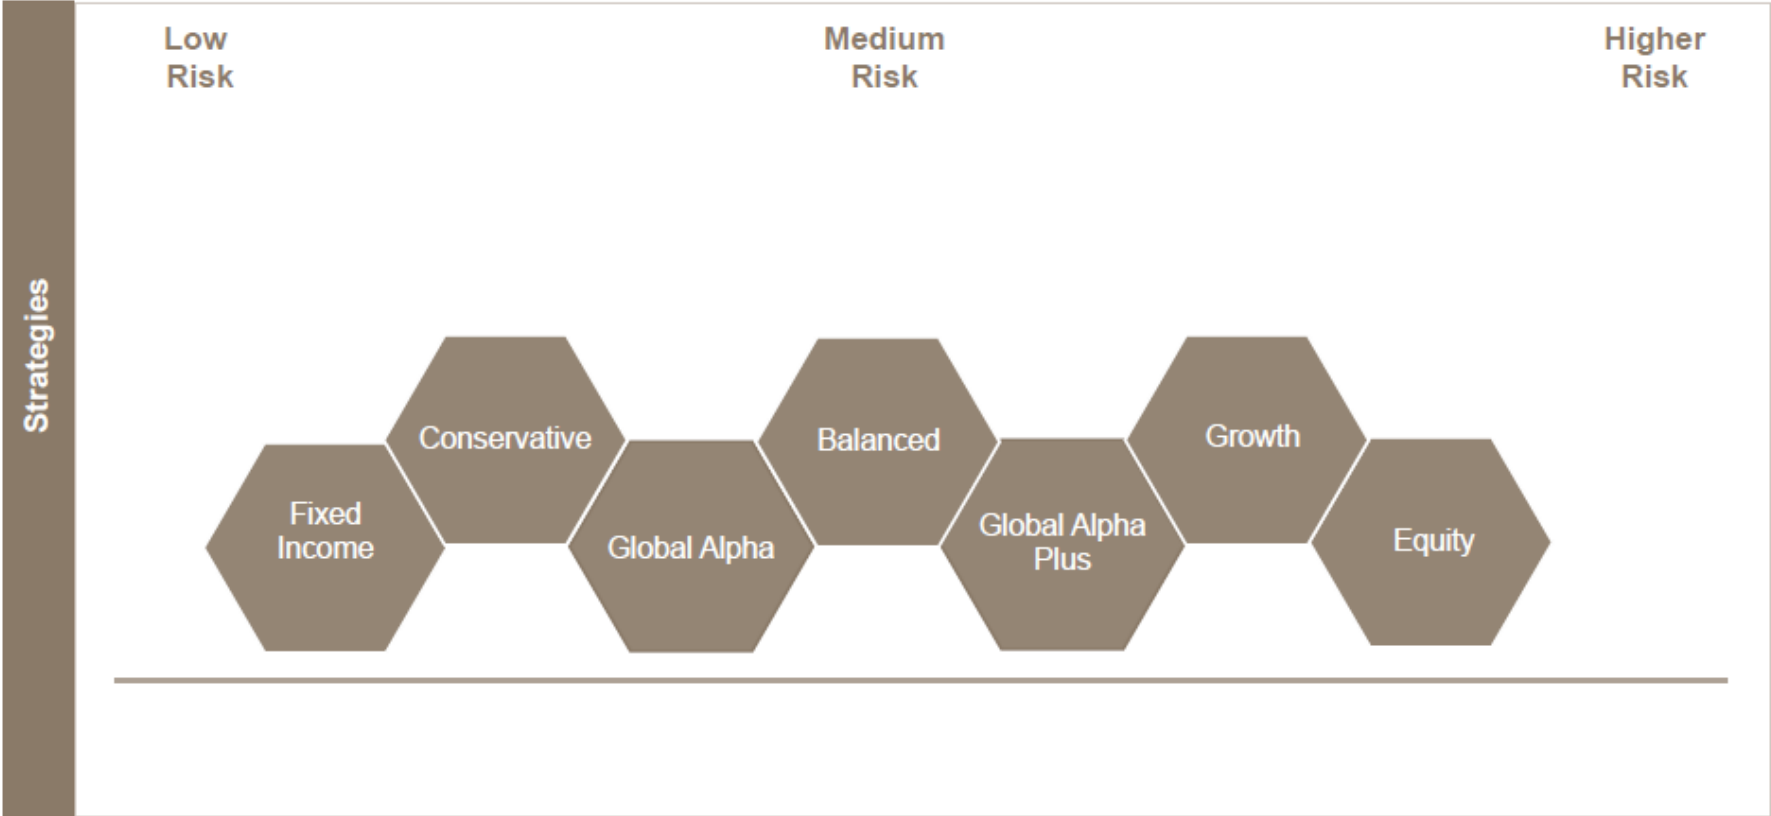 Low
Risk
Medium
Risk
Higher
Risk
Strategies
Fixed
Income
Conservative
Global Alpha
Balanced
Global Alpha
Plus
Growth
Equity